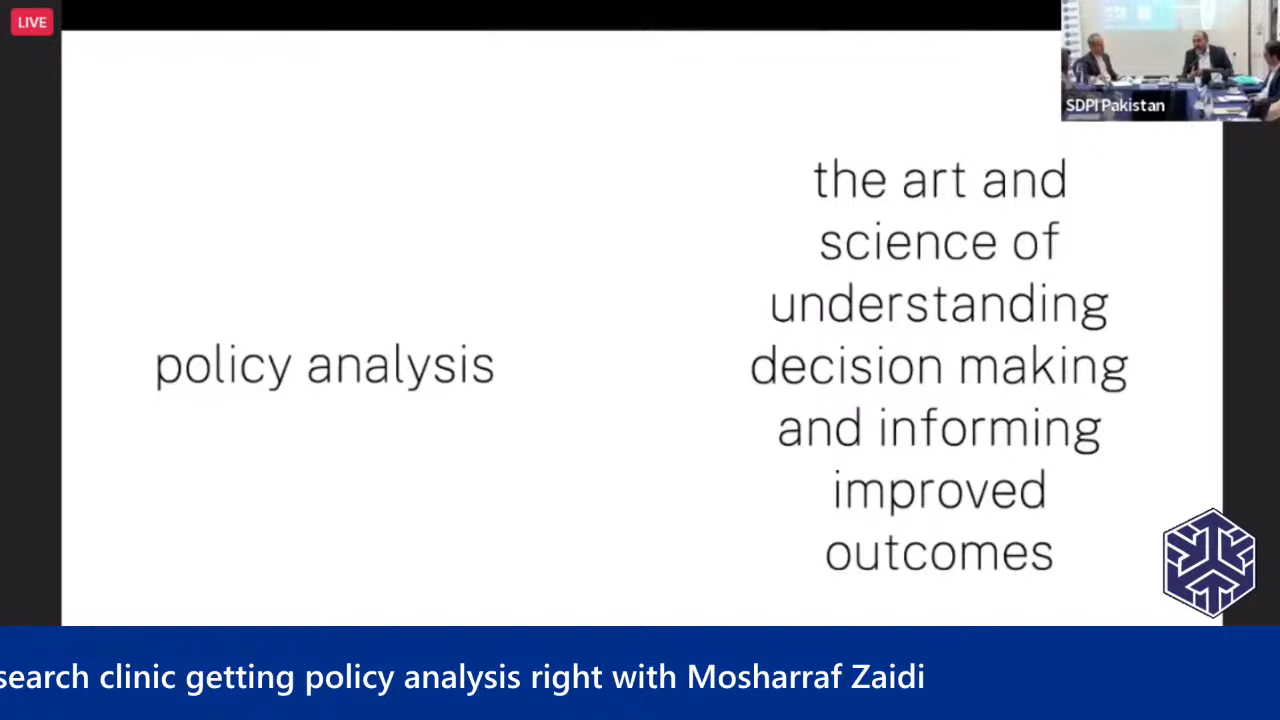 LIVE
SDPI Pakistan
policy analysis
the art and
science of
understanding
decision making
and informing
improved
outcomes
search clinic getting policy analysis right with Mosharraf Zaidi